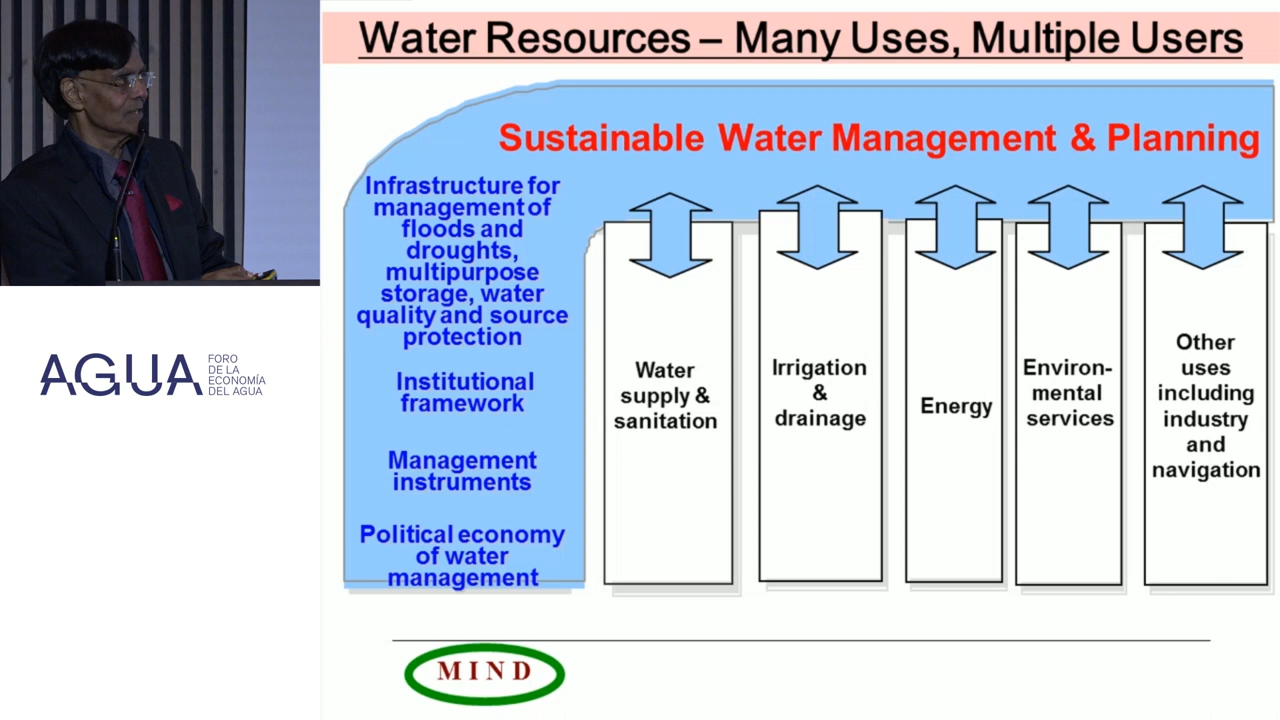 Water Resources – Many Uses, Multiple Users
Sustainable Water Management & Planning
Infrastructure for
management of
floods and
droughts,
multipurpose
storage, water
quality and source
protection
Institutional
framework
Management
instruments
Political economy
of water
management
Water
supply &
sanitation
Irrigation
&
drainage
Energy
Environ-
mental
services
Other
uses
including
industry
and
navigation
AGUA
FORO
DE LA
ECONOMÍA
DEL AGUA
MIND